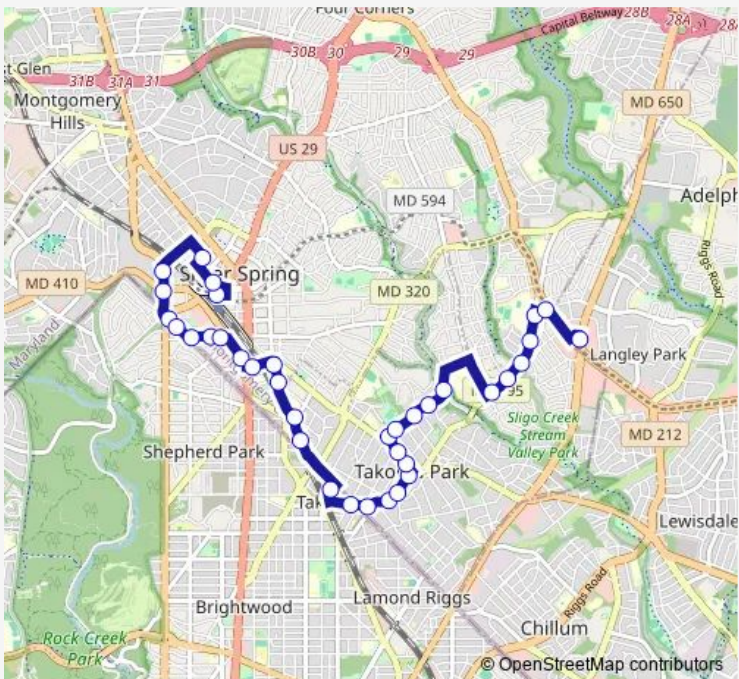 Four Corners
Capital Beltway
28B
28A
28A
30B
30
29
29
st Glen
31B
31A
31
Montgomery
Hills
MD 650
US 29
MD 594
Adelph
Riggs Road
MD 410
MD 320
Maryland
Langley Park
Sligo Creek
Stream
Valley Park
MD 212
Shepherd Park
Park
Lewisdale
Brightwood
Lamond Riggs
Riggs Road
Chillum
Rock Creek
Park
© OpenStreetMap contributors